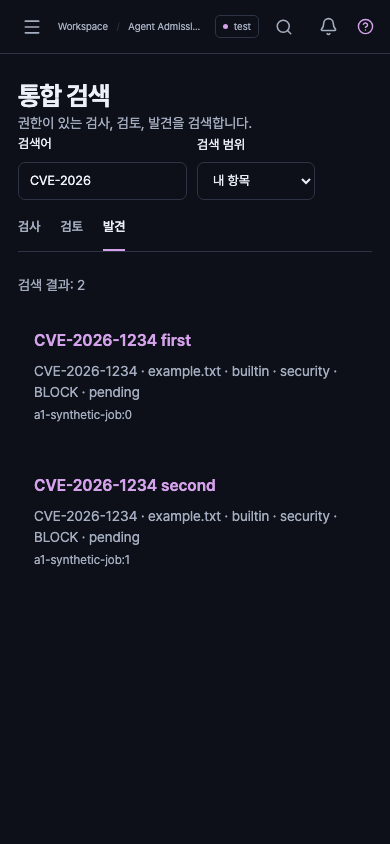 Workspace / Agent Admissi... test
통합 검색
권한이 있는 검사, 검토, 발견을 검색합니다.
검색어 검색 범위
CVE-2026 내 항목
검사 검토 발견
검색 결과: 2
CVE-2026-1234 first
CVE-2026-1234 · example.txt · builtin · security ·
BLOCK · pending
a1-synthetic-job:0
CVE-2026-1234 second
CVE-2026-1234 · example.txt · builtin · security ·
BLOCK · pending
a1-synthetic-job:1